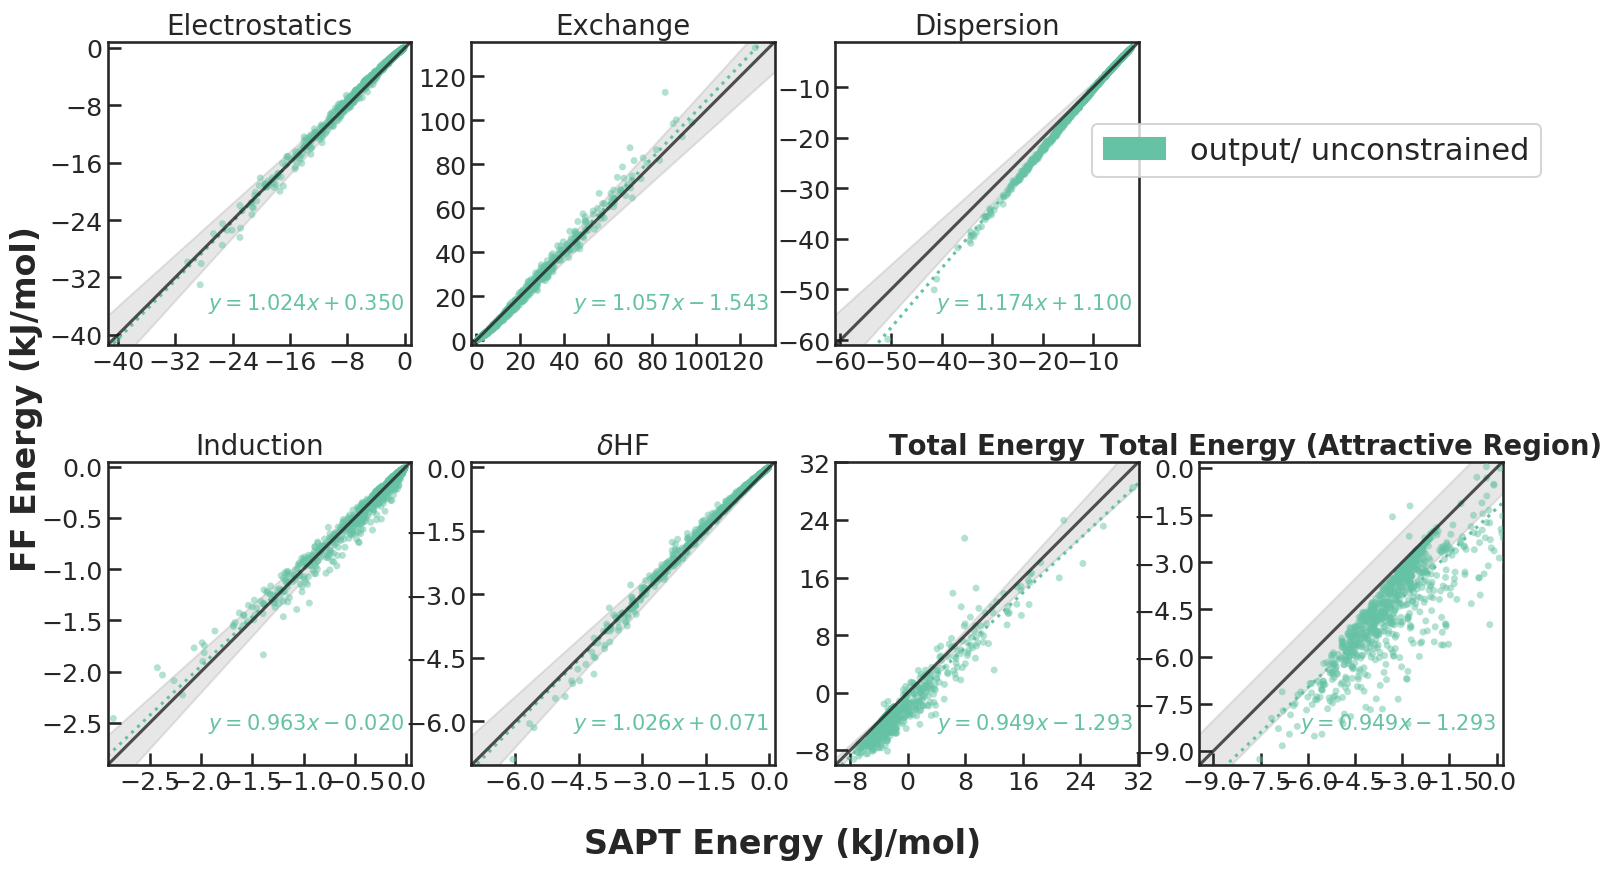 Electrostatics
Exchange
Dispersion
0
−8
−16
−24
−32
−40
−40 −32 −24 −16 −8 0
y = 1.024x + 0.350
120
100
80
60
40
20
0
0 20 40 60 80 100 120
y = 1.057x − 1.543
−10
−20
−30
−40
−50
−60
−60 −50 −40 −30 −20 −10
y = 1.174x + 1.100
output/ unconstrained
FF Energy (kJ/mol)
Induction
δHF
Total Energy
Total Energy (Attractive Region)
0.0
−0.5
−1.0
−1.5
−2.0
−2.5
−2.5 −2.0 −1.5 −1.0 −0.5 0.0
y = 0.963x − 0.020
0.0
−1.5
−3.0
−4.5
−6.0
−6.0 −4.5 −3.0 −1.5 0.0
y = 1.026x + 0.071
32
24
16
8
0
−8
−8 0 8 16 24 32
y = 0.949x − 1.293
0.0
−1.5
−3.0
−4.5
−6.0
−7.5
−9.0
−9.0 −7.5 −6.0 −4.5 −3.0 −1.5 0.0
y = 0.949x − 1.293
SAPT Energy (kJ/mol)